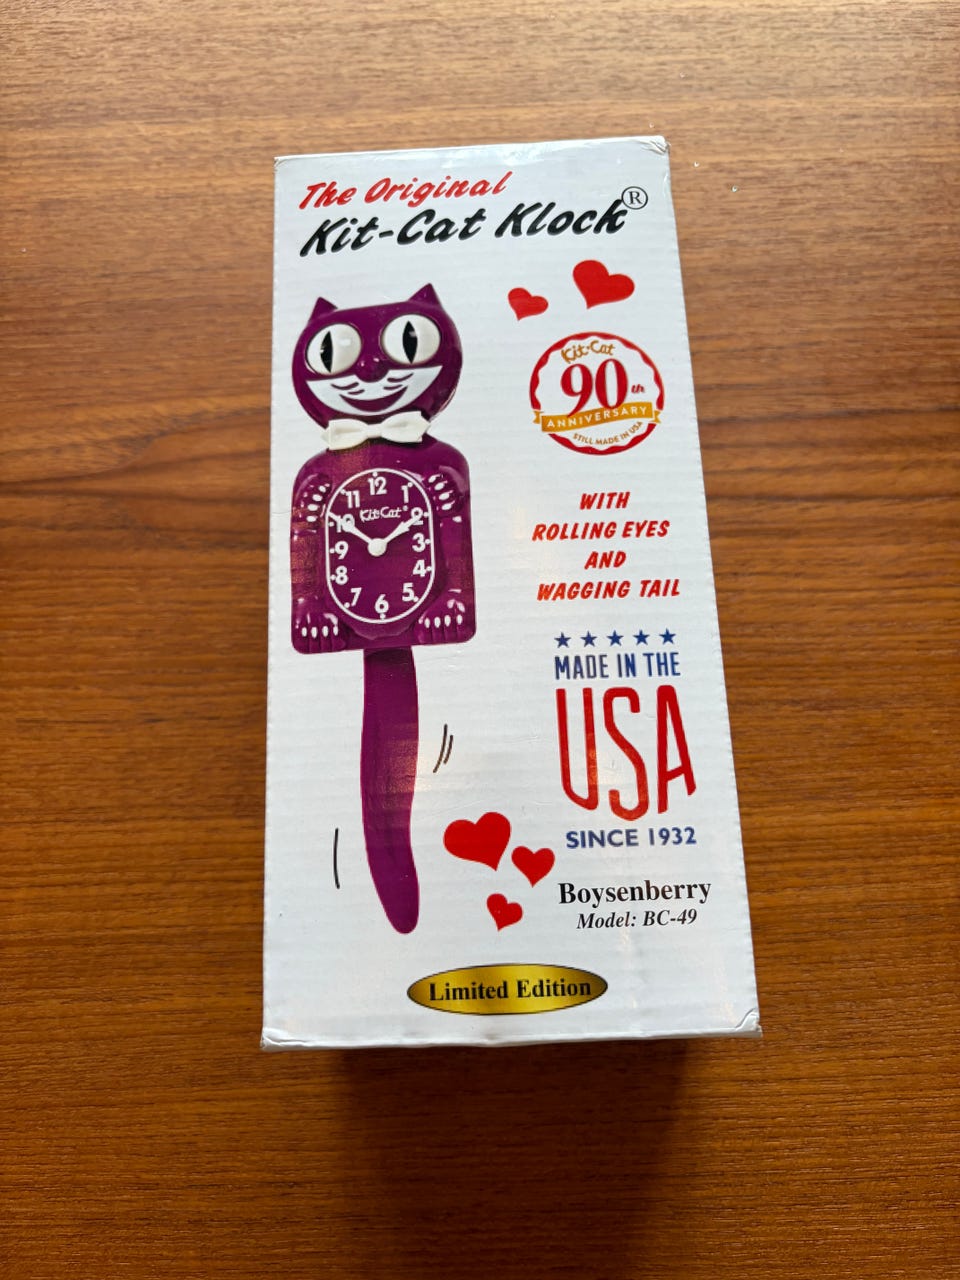 The Original
Kit-Cat Klock®
Kit-Cat
90th
ANNIVERSARY
STILL MADE IN USA
12
11
1
Kit-Cat®
10
2
9
3
8
4
7
5
6
WITH
ROLLING EYES
AND
WAGGING TAIL
MADE IN THE
USA
SINCE 1932
Boysenberry
Model: BC-49
Limited Edition